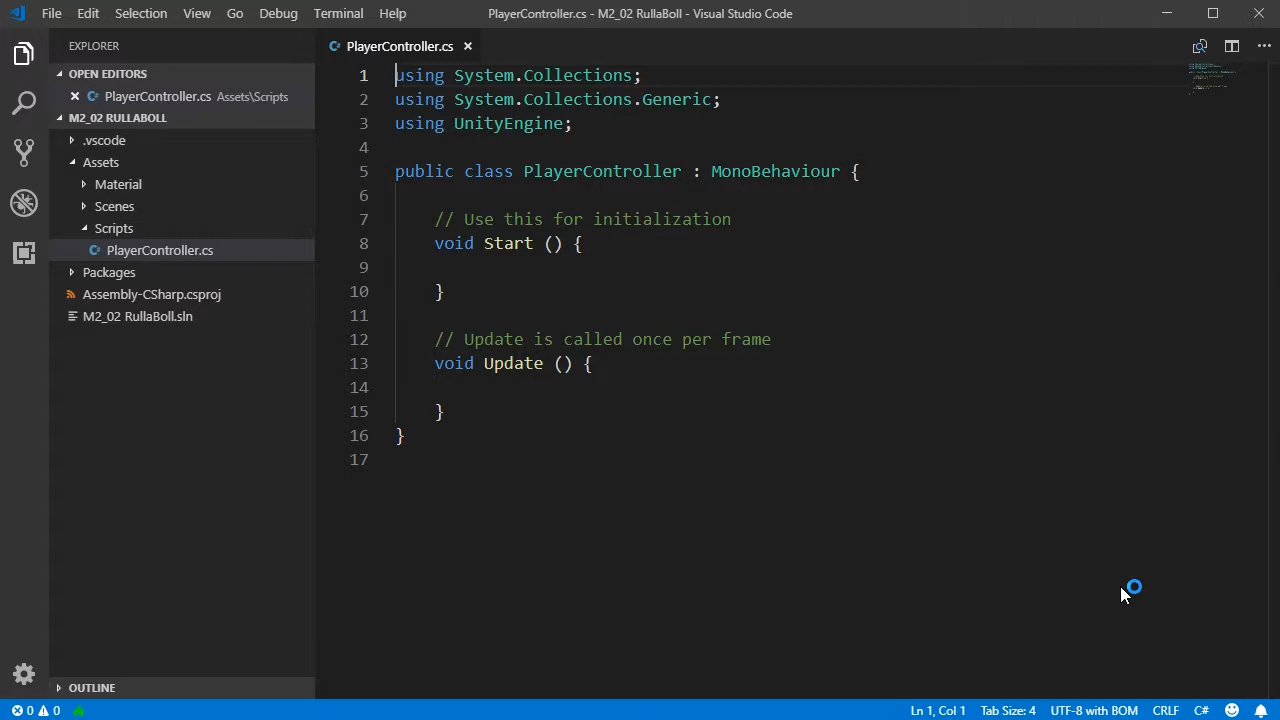 File Edit Selection View Go Debug Terminal Help PlayerController.cs - M2_02 RullaBoll - Visual Studio Code
EXPLORER
OPEN EDITORS
PlayerController.cs Assets\Scripts
M2_02 RULLABOLL
.vscode
Assets
Material
Scenes
Scripts
PlayerController.cs
Packages
Assembly-CSharp.csproj
M2_02 RullaBoll.sln
OUTLINE
PlayerController.cs
1 using System.Collections;
2 using System.Collections.Generic;
3 using UnityEngine;
4
5 public class PlayerController : MonoBehaviour {
6
7 // Use this for initialization
8 void Start () {
9
10 }
11
12 // Update is called once per frame
13 void Update () {
14
15 }
16 }
17
0 0 Ln 1, Col 1 Tab Size: 4 UTF-8 with BOM CRLF C#